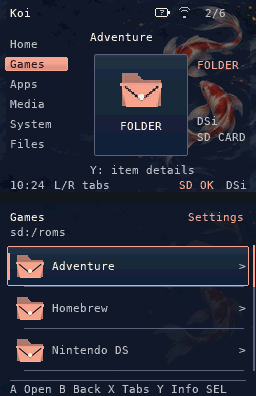 Koi ? 2/6
Adventure
Home
Games
Apps
Media
System
Files
FOLDER
FOLDER
DSi
SD CARD
Y: item details
10:24 L/R tabs SD OK DSi
Games Settings
sd:/roms
Adventure >
Homebrew >
Nintendo DS >
A Open B Back X Tabs Y Info SEL